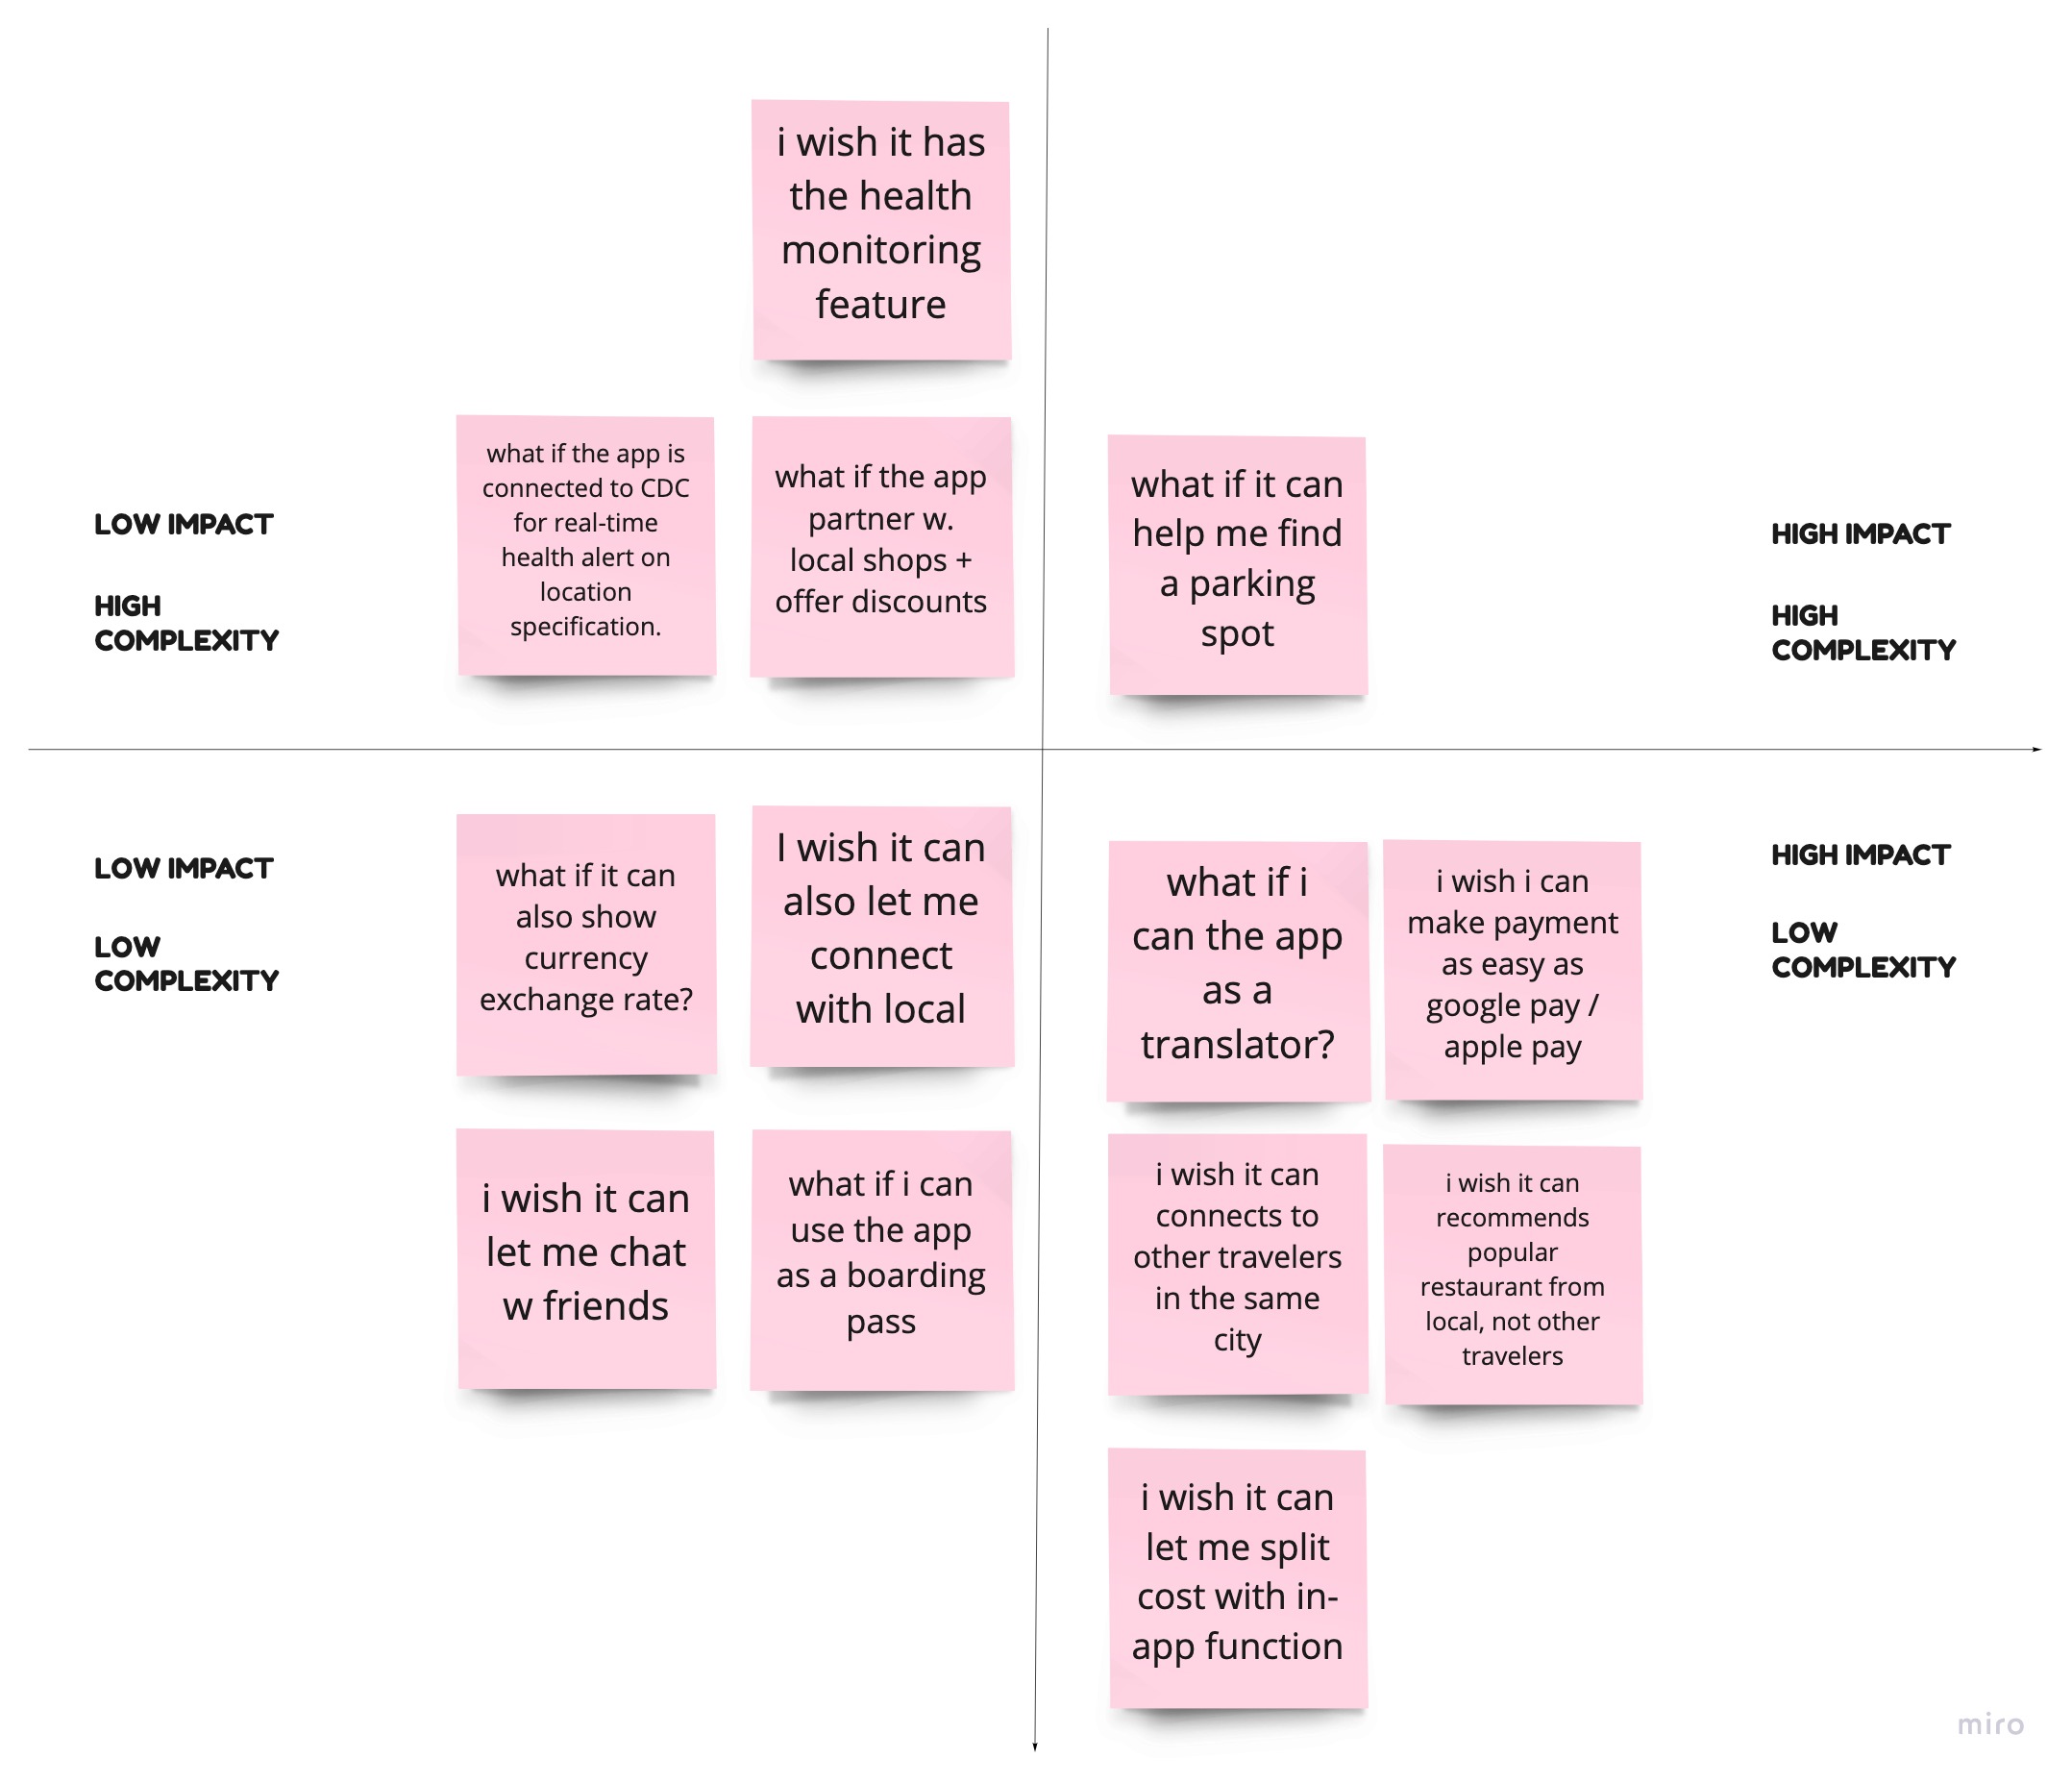 i wish it has
the health
monitoring
feature
LOW IMPACT
HIGH
COMPLEXITY
what if the app is
connected to CDC
for real-time
health alert on
location
specification.
what if the app
partner w.
local shops +
offer discounts
what if it can
help me find
a parking
spot
HIGH IMPACT
HIGH
COMPLEXITY
LOW IMPACT
LOW
COMPLEXITY
what if it can
also show
currency
exchange rate?
I wish it can
also let me
connect
with local
what if i
can the app
as a
translator?
i wish i can
make payment
as easy as
google pay /
apple pay
HIGH IMPACT
LOW
COMPLEXITY
i wish it can
let me chat
w friends
what if i can
use the app
as a boarding
pass
i wish it can
connects to
other travelers
in the same
city
i wish it can
recommends
popular
restaurant from
local, not other
travelers
i wish it can
let me split
cost with in-
app function
miro